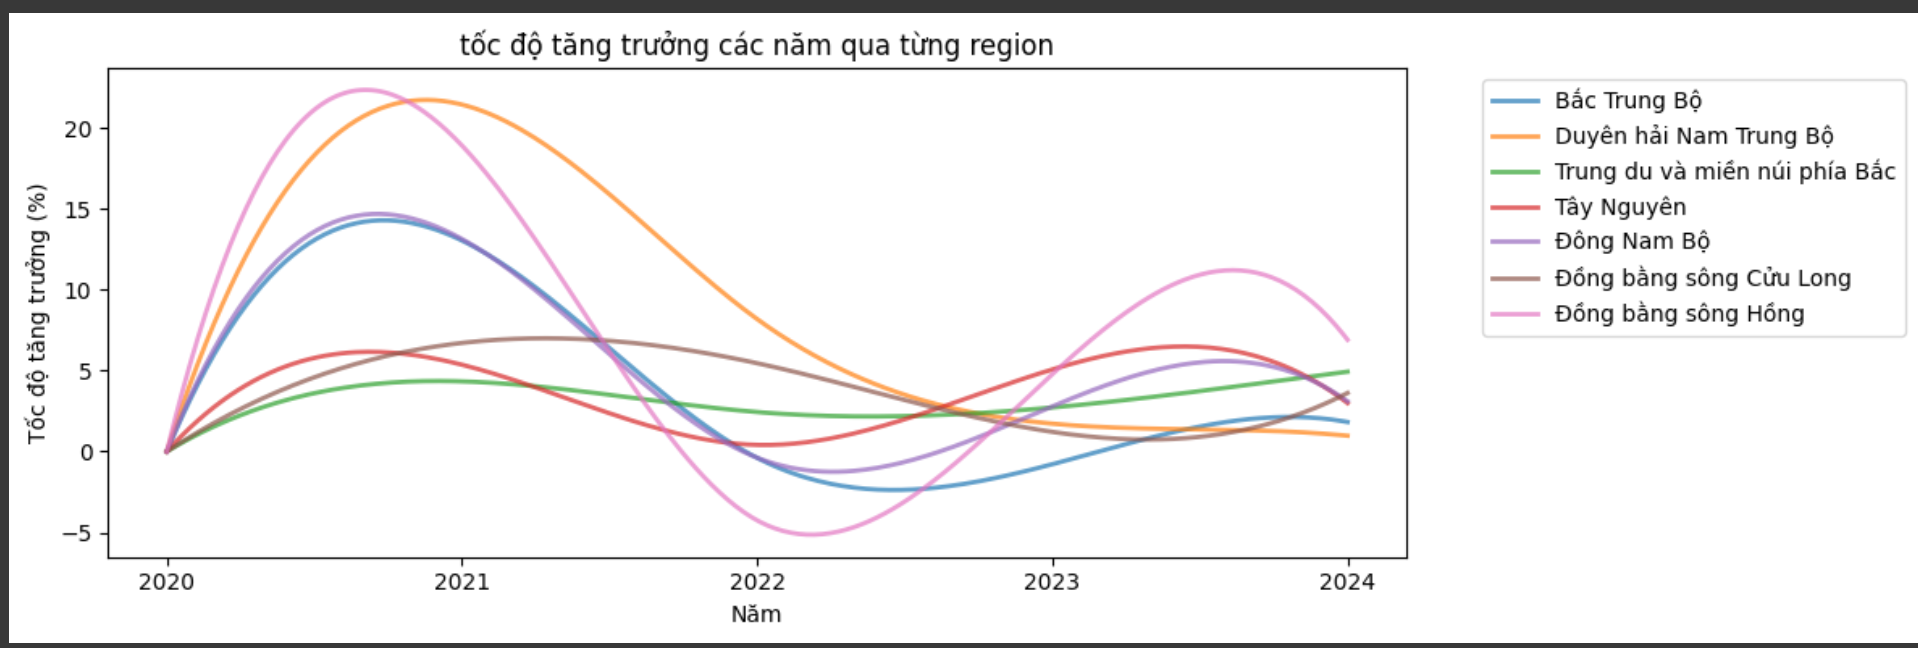 tốc độ tăng trưởng các năm qua từng region
Tốc độ tăng trưởng (%)
20
15
10
5
0
−5
2020 2021 2022 2023 2024
Năm
Bắc Trung Bộ
Duyên hải Nam Trung Bộ
Trung du và miền núi phía Bắc
Tây Nguyên
Đông Nam Bộ
Đồng bằng sông Cửu Long
Đồng bằng sông Hồng